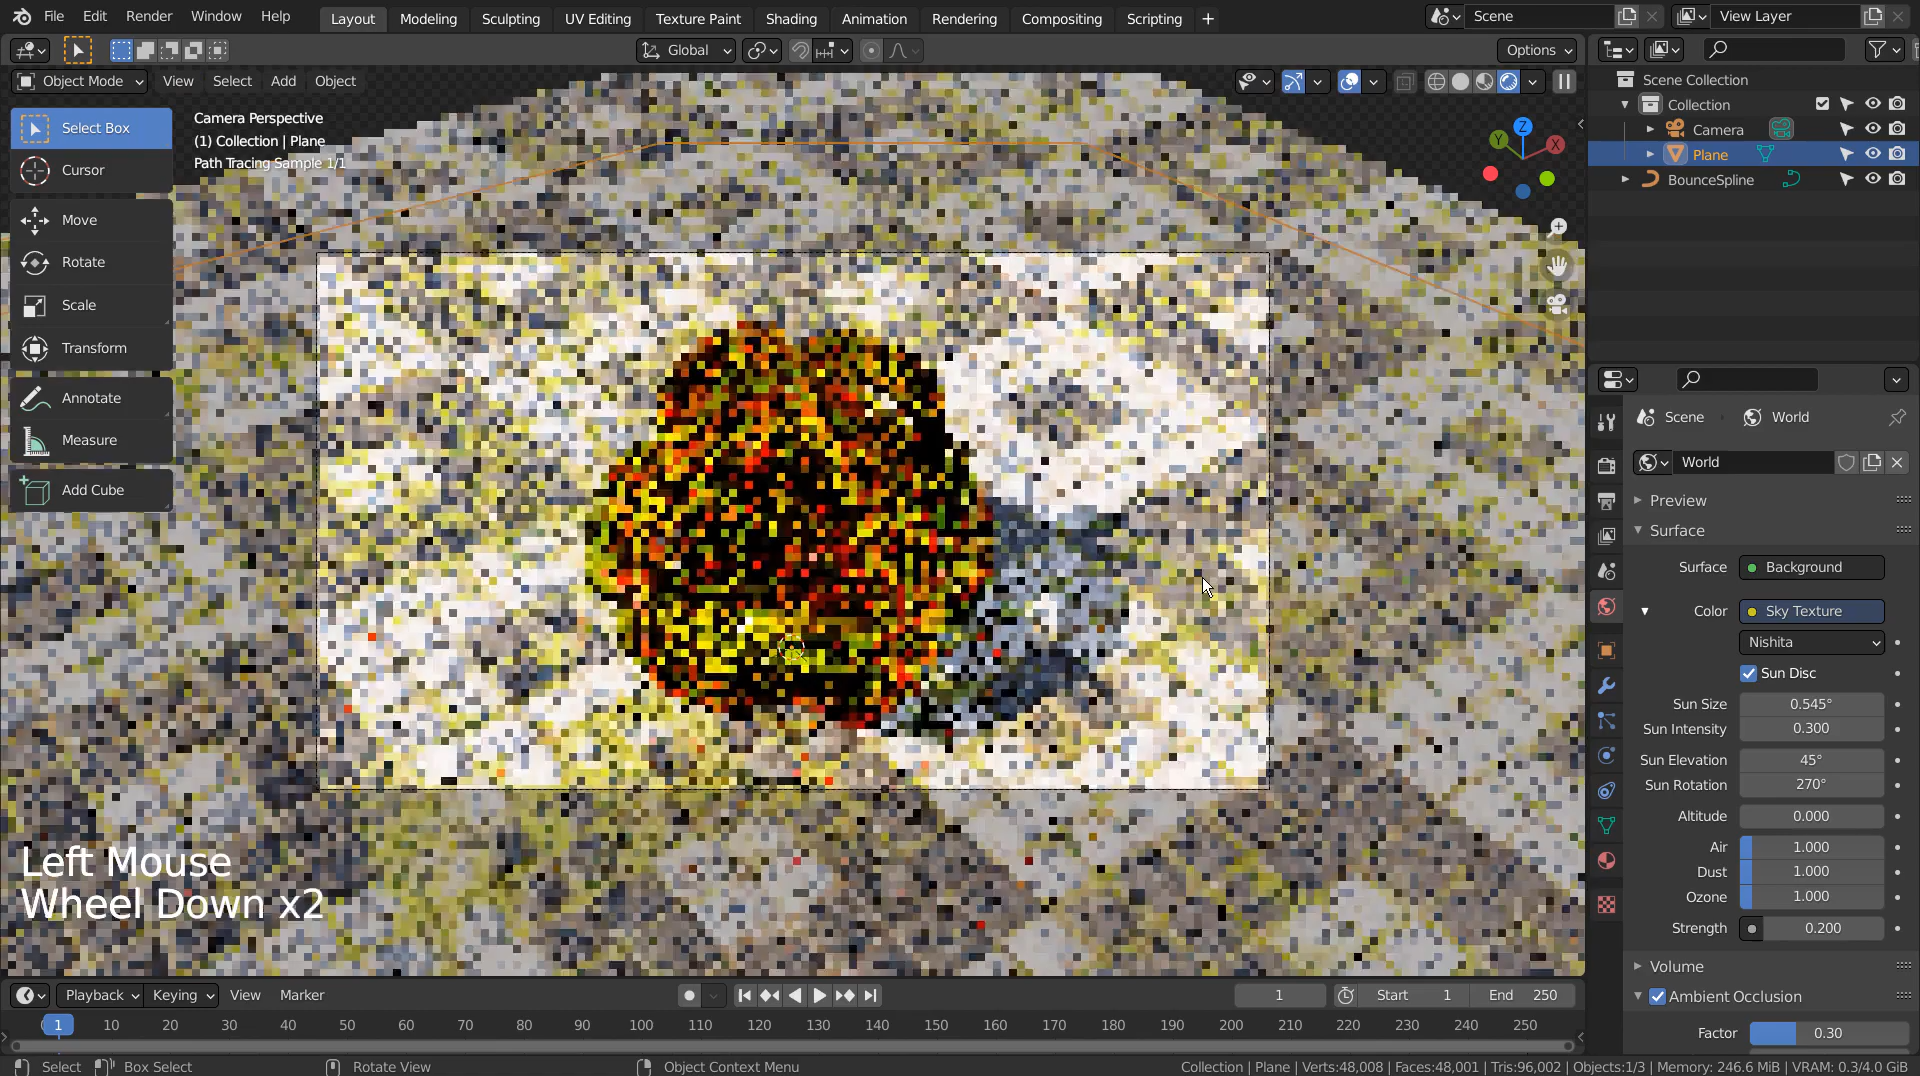 File Edit Render Window Help Layout Modeling Sculpting UV Editing Texture Paint Shading Animation Rendering Compositing Scripting + Scene View Layer
Global Options
Object Mode View Select Add Object
Select Box
Cursor
Move
Rotate
Scale
Transform
Annotate
Measure
Add Cube
Camera Perspective
(1) Collection | Plane
Path Tracing Sample 1/1
Z
Y
X
Scene Collection
Collection
Camera
Plane
BounceSpline
Scene World
World
Preview
Surface
Surface Background
Color Sky Texture
Nishita
Sun Disc
Sun Size 0.545°
Sun Intensity 0.300
Sun Elevation 45°
Sun Rotation 270°
Altitude 0.000
Air 1.000
Dust 1.000
Ozone 1.000
Strength 0.200
Volume
Ambient Occlusion
Factor 0.30
Left Mouse
Wheel Down x2
Playback Keying View Marker 1 Start 1 End 250
1 10 20 30 40 50 60 70 80 90 100 110 120 130 140 150 160 170 180 190 200 210 220 230 240 250
Select Box Select Rotate View Object Context Menu Collection | Plane | Verts:48,008 | Faces:48,001 | Tris:96,002 | Objects:1/3 | Memory: 246.6 MiB | VRAM: 0.3/4.0 GiB